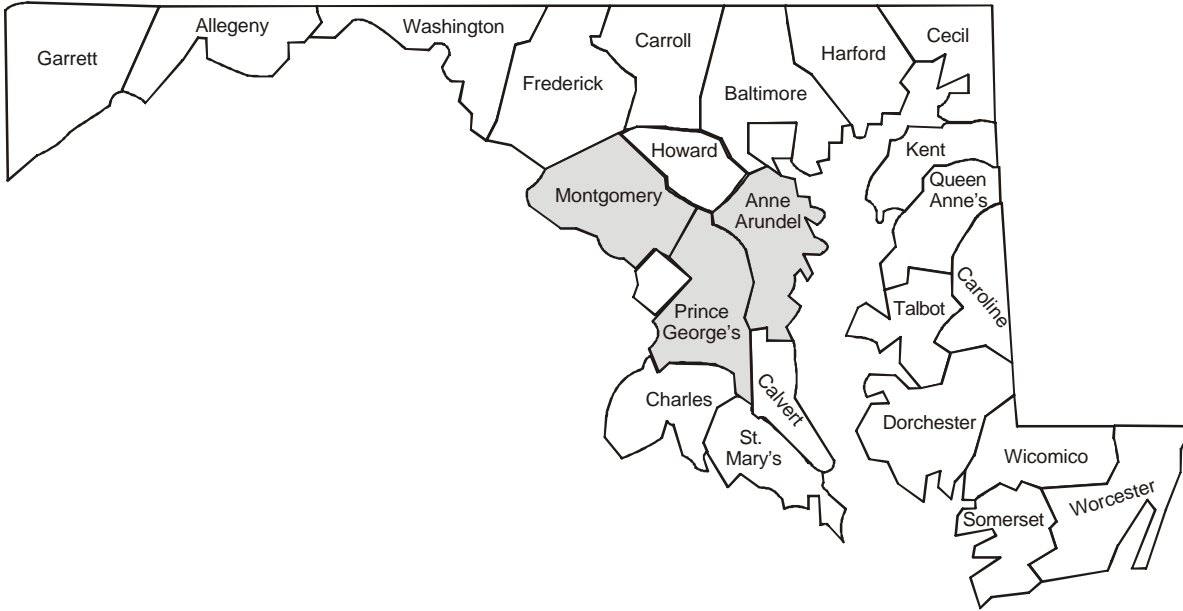 Garrett
Allegeny
Washington
Frederick
Carroll
Baltimore
Harford
Cecil
Howard
Kent
Montgomery
Anne
Arundel
Queen
Anne's
Prince
George's
Talbot
Caroline
Charles
Calvert
St.
Mary's
Dorchester
Wicomico
Worcester
Somerset